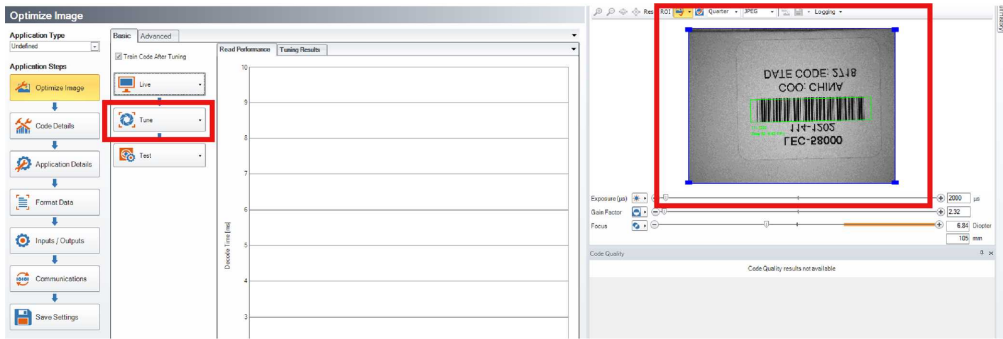 Optimize Image
Application Type
Undefined
Application Steps
Optimize Image
Code Details
Application Details
Format Data
Inputs / Outputs
Communications
Save Settings
Basic
Advanced
Train Code After Tuning
Live
Tune
Test
Read Performance
Tuning Results
Decode Time [ms]
10
9
8
7
6
5
4
3
ROI
Quarter
JPEG
Logging
DATE CODE: 2718
COO: CHINA
114-1202
LEC-58000
Exposure (µs)
2000 µs
Gain Factor
2.32
Focus
6.84 Diopter
105 mm
Code Quality
Code Quality results not available